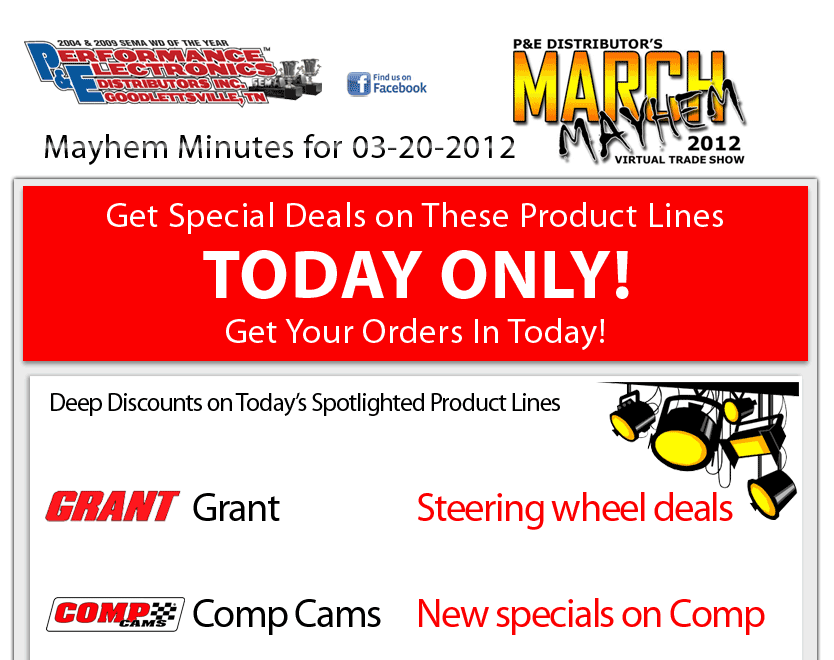 2004 & 2009 SEMA WD OF THE YEAR
PERFORMANCE
P&E ELECTRONICS
DISTRIBUTORS INC.
GOODLETTSVILLE, TN
TM
Find us on
Facebook
P&E DISTRIBUTOR'S
MARCH
MAYHEM
2012
VIRTUAL TRADE SHOW
Mayhem Minutes for 03-20-2012
Get Special Deals on These Product Lines
TODAY ONLY!
Get Your Orders In Today!
Deep Discounts on Today's Spotlighted Product Lines
GRANT Grant Steering wheel deals
COMP CAMS Comp Cams New specials on Comp